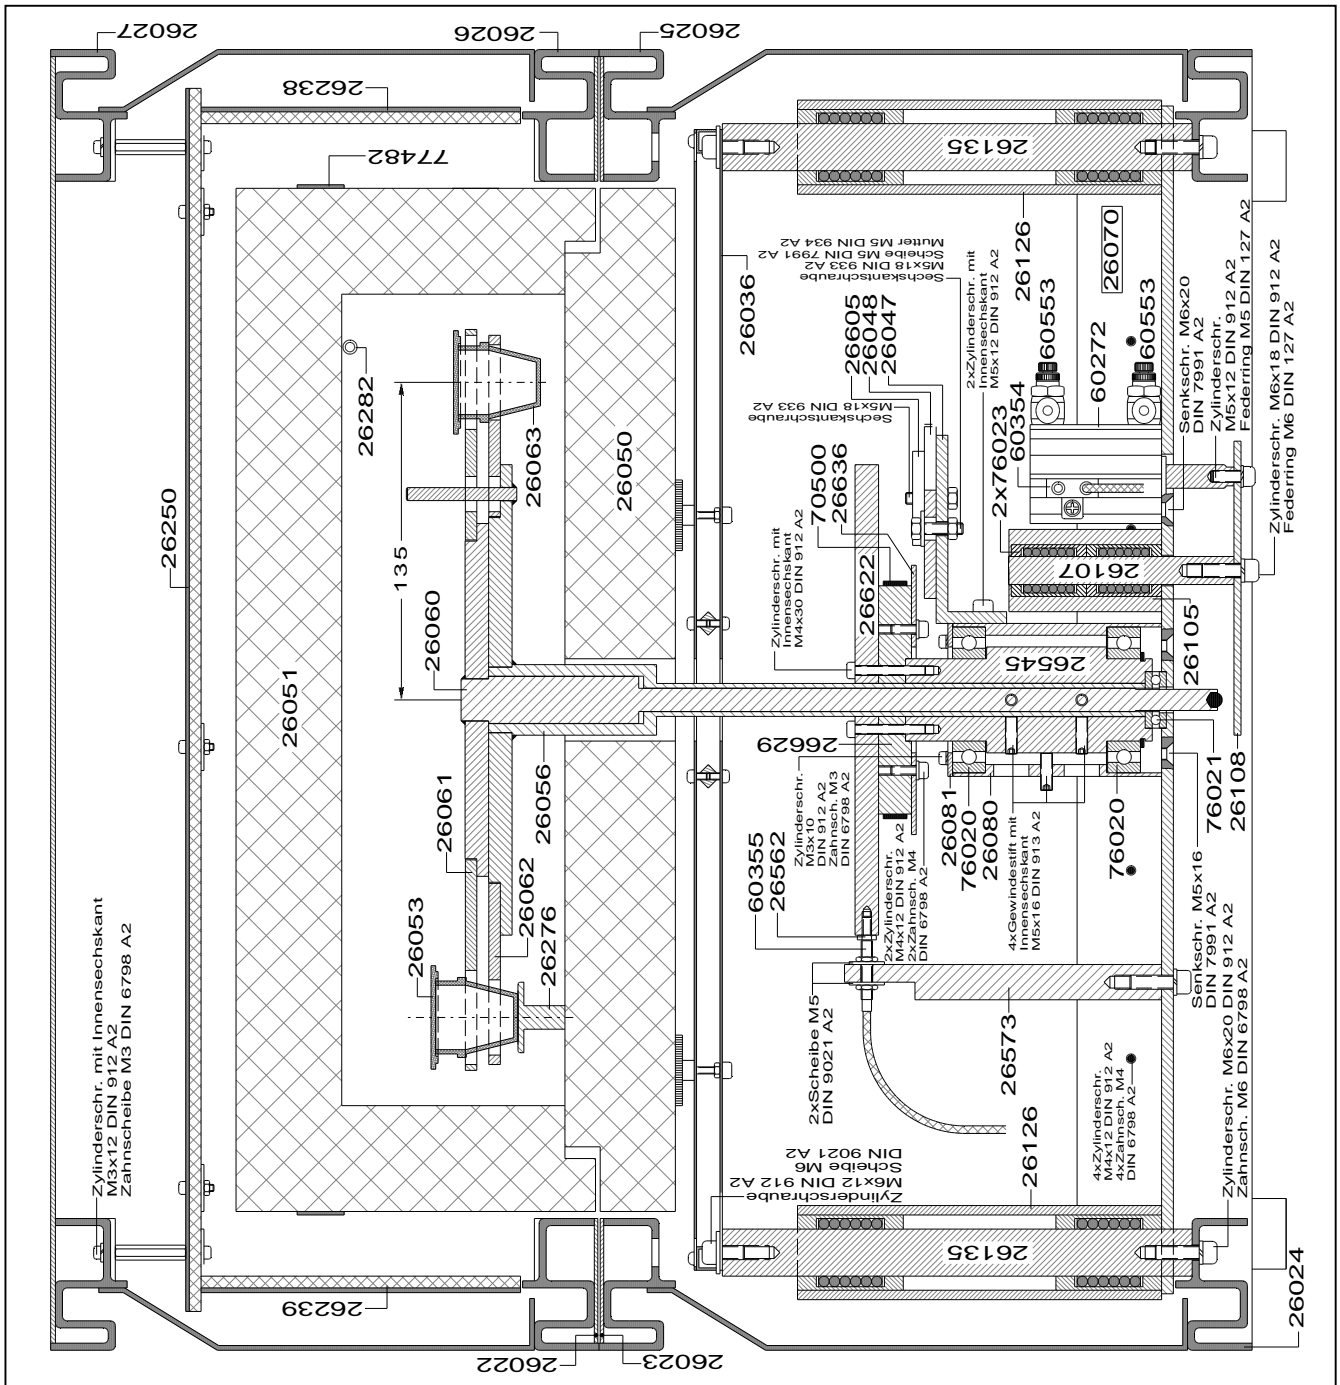 26027
26026
26025
26238
77482
26282
26250
26051
26060
135
26063
26050
26056
26061
26062
26276
26053
Zylinderschr. mit Innensechskant
M3x12 DIN 912 A2
Zahnscheibe M3 DIN 6798 A2
26239
26022
26023
26036
26135
26126
26070
Sechskantschraube
M5x18 DIN 933 A2
Scheibe M5 DIN 7991 A2
Mutter M5 DIN 934 A2
26605
26048
26047
2xZylinderschr. mit
Innensechskant
M5x12 DIN 912 A2
60553
60553
60272
60354
2x76023
Senkschr. M6x20
DIN 7991 A2
Zylinderschr.
M5x12 DIN 912 A2
Federring M5 DIN 127 A2
Zylinderschr. M6x18 DIN 912 A2
Federring M6 DIN 127 A2
Sechskantschraube
M5x18 DIN 933 A2
70500
26636
26622
Zylinderschr. mit
Innensechskant
M4x30 DIN 912 A2
26107
26105
26545
26629
Zylinderschr.
M3x10
DIN 912 A2
Zahnsch. M3
DIN 6798 A2
2xZylinderschr.
M4x12 DIN 912 A2
2xZahnsch. M4
DIN 6798 A2
26081
76020
26080
4xGewindestift mit
Innensechskant
M5x16 DIN 913 A2
76020
76021
26108
60355
26562
Senkschr. M5x16
DIN 7991 A2
2xScheibe M5
DIN 9021 A2
26573
4xZylinderschr.
M4x12 DIN 912 A2
4xZahnsch. M4
DIN 6798 A2
Zylinderschr. M6x20 DIN 912 A2
Zahnsch. M6 DIN 6798 A2
Zylinderschraube
M6x12 DIN 912 A2
Scheibe M6
DIN 9021 A2
26126
26135
26024